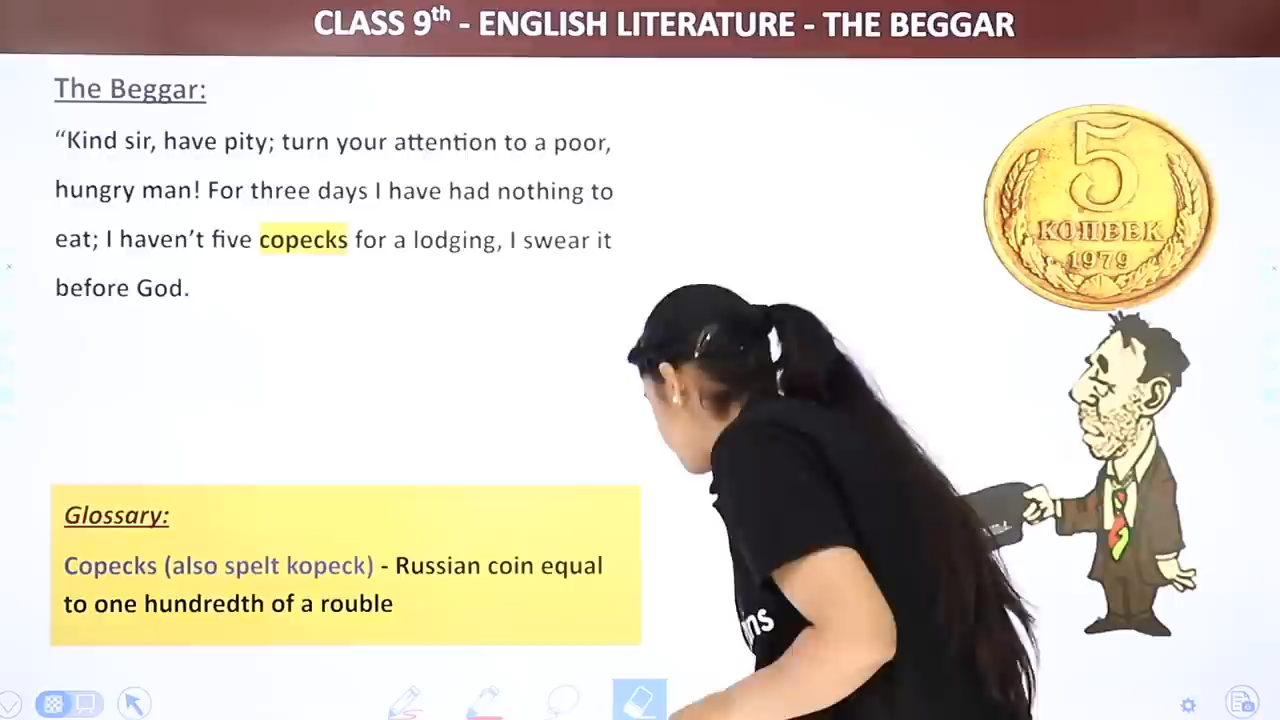 CLASS 9th - ENGLISH LITERATURE - THE BEGGAR
The Beggar:
“Kind sir, have pity; turn your attention to a poor,
hungry man! For three days I have had nothing to
eat; I haven’t five copecks for a lodging, I swear it
before God.
5
КОПЕЕК
1979
Glossary:
Copecks (also spelt kopeck) - Russian coin equal
to one hundredth of a rouble
ns